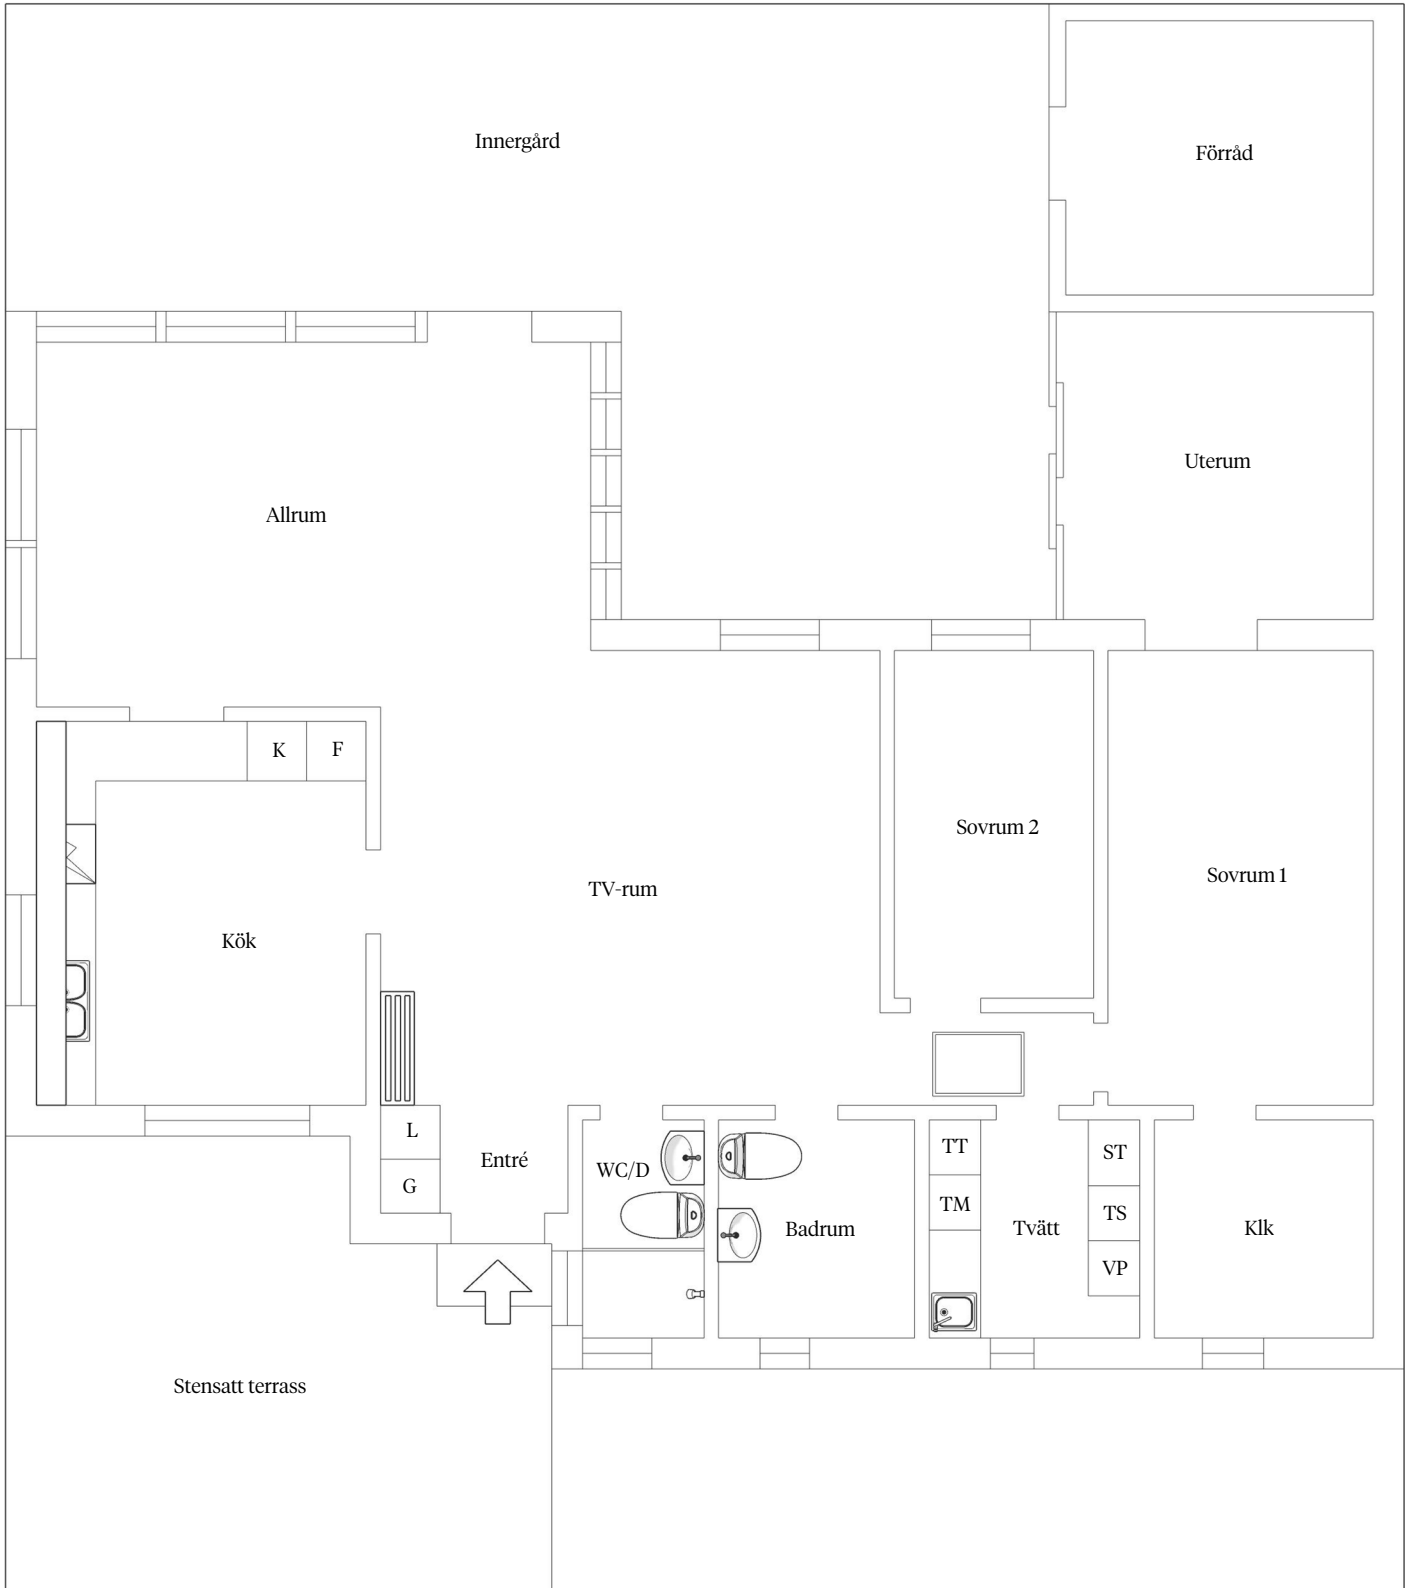 Innergård
Förråd
Uterum
Allrum
K
F
Sovrum 2
Sovrum 1
TV-rum
Kök
L
G
Entré
WC/D
Badrum
TT
TM
Tvätt
ST
TS
VP
Klk
Stensatt terrass